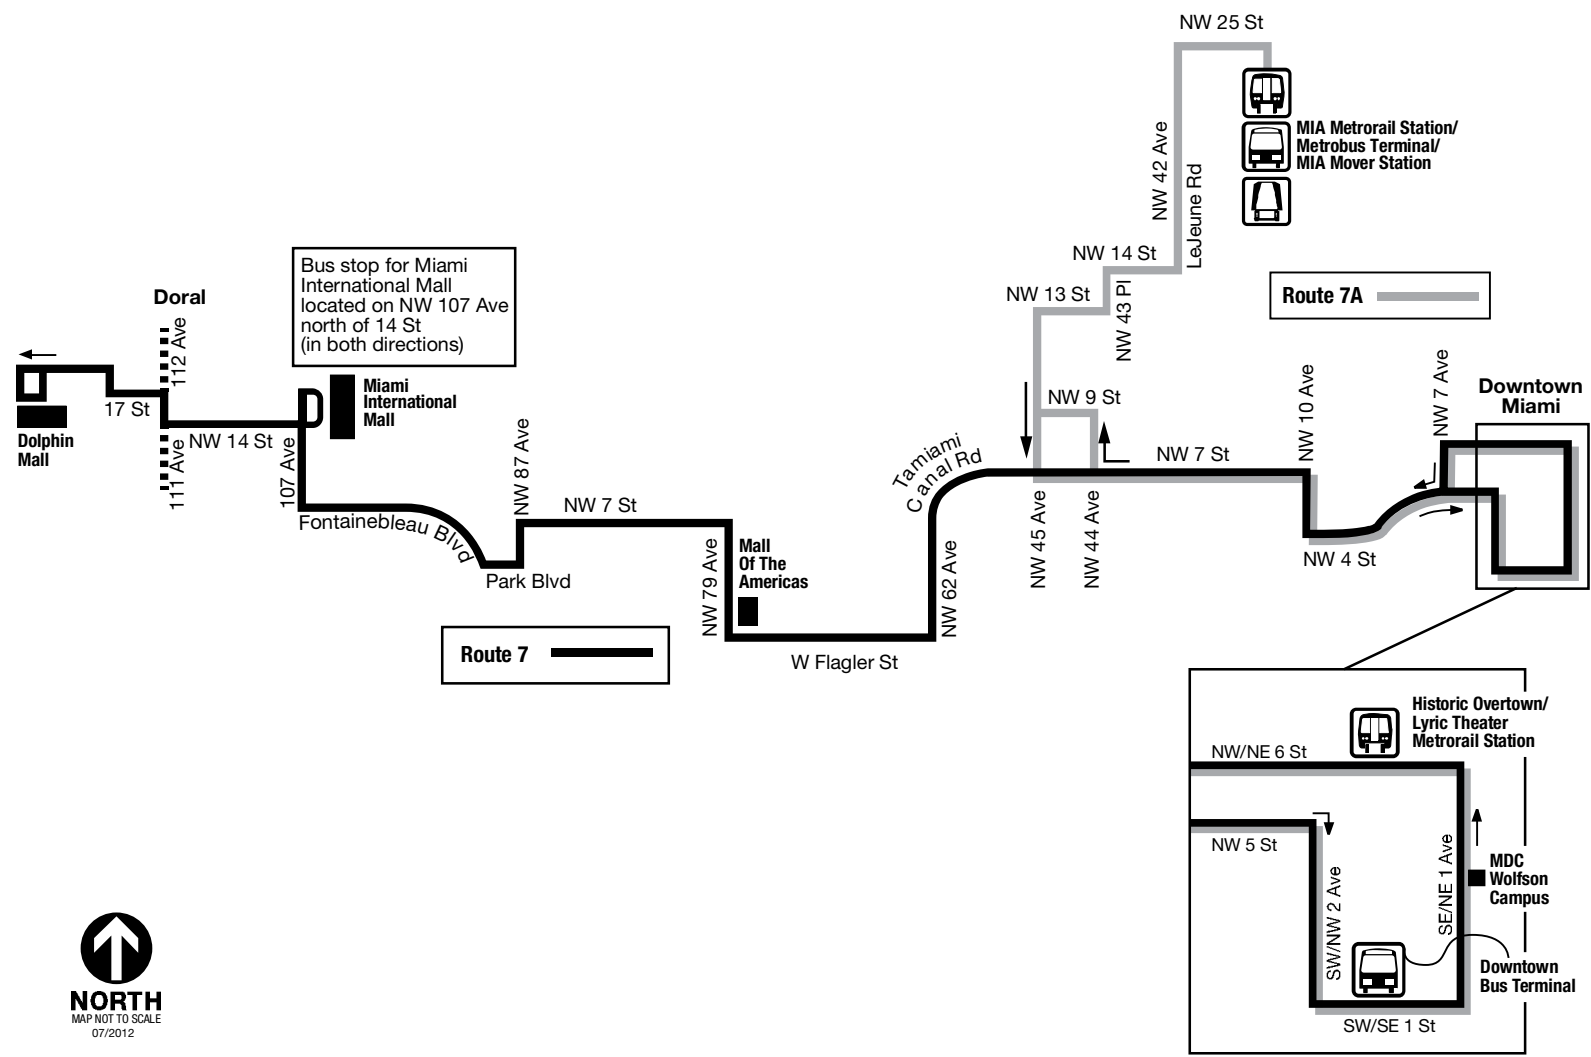 NW 25 St
MIA Metrorail Station/
Metrobus Terminal/
MIA Mover Station
NW 42 Ave
LeJeune Rd
NW 14 St
NW 13 St
NW 43 Pl
Route 7A
Bus stop for Miami
International Mall
located on NW 107 Ave
north of 14 St
(in both directions)
Doral
112 Ave
17 St
Dolphin
Mall
111 Ave
NW 14 St
Miami
International
Mall
107 Ave
Fontainebleau Blvd
NW 87 Ave
Park Blvd
NW 7 St
NW 79 Ave
Mall
Of The
Americas
W Flagler St
NW 62 Ave
Tamiami
Canal Rd
NW 9 St
NW 7 St
NW 45 Ave
NW 44 Ave
NW 10 Ave
NW 4 St
NW 7 Ave
Downtown
Miami
Route 7
Historic Overtown/
Lyric Theater
Metrorail Station
NW/NE 6 St
NW 5 St
SW/NW 2 Ave
SE/NE 1 Ave
MDC
Wolfson
Campus
Downtown
Bus Terminal
SW/SE 1 St
NORTH
MAP NOT TO SCALE
07/2012